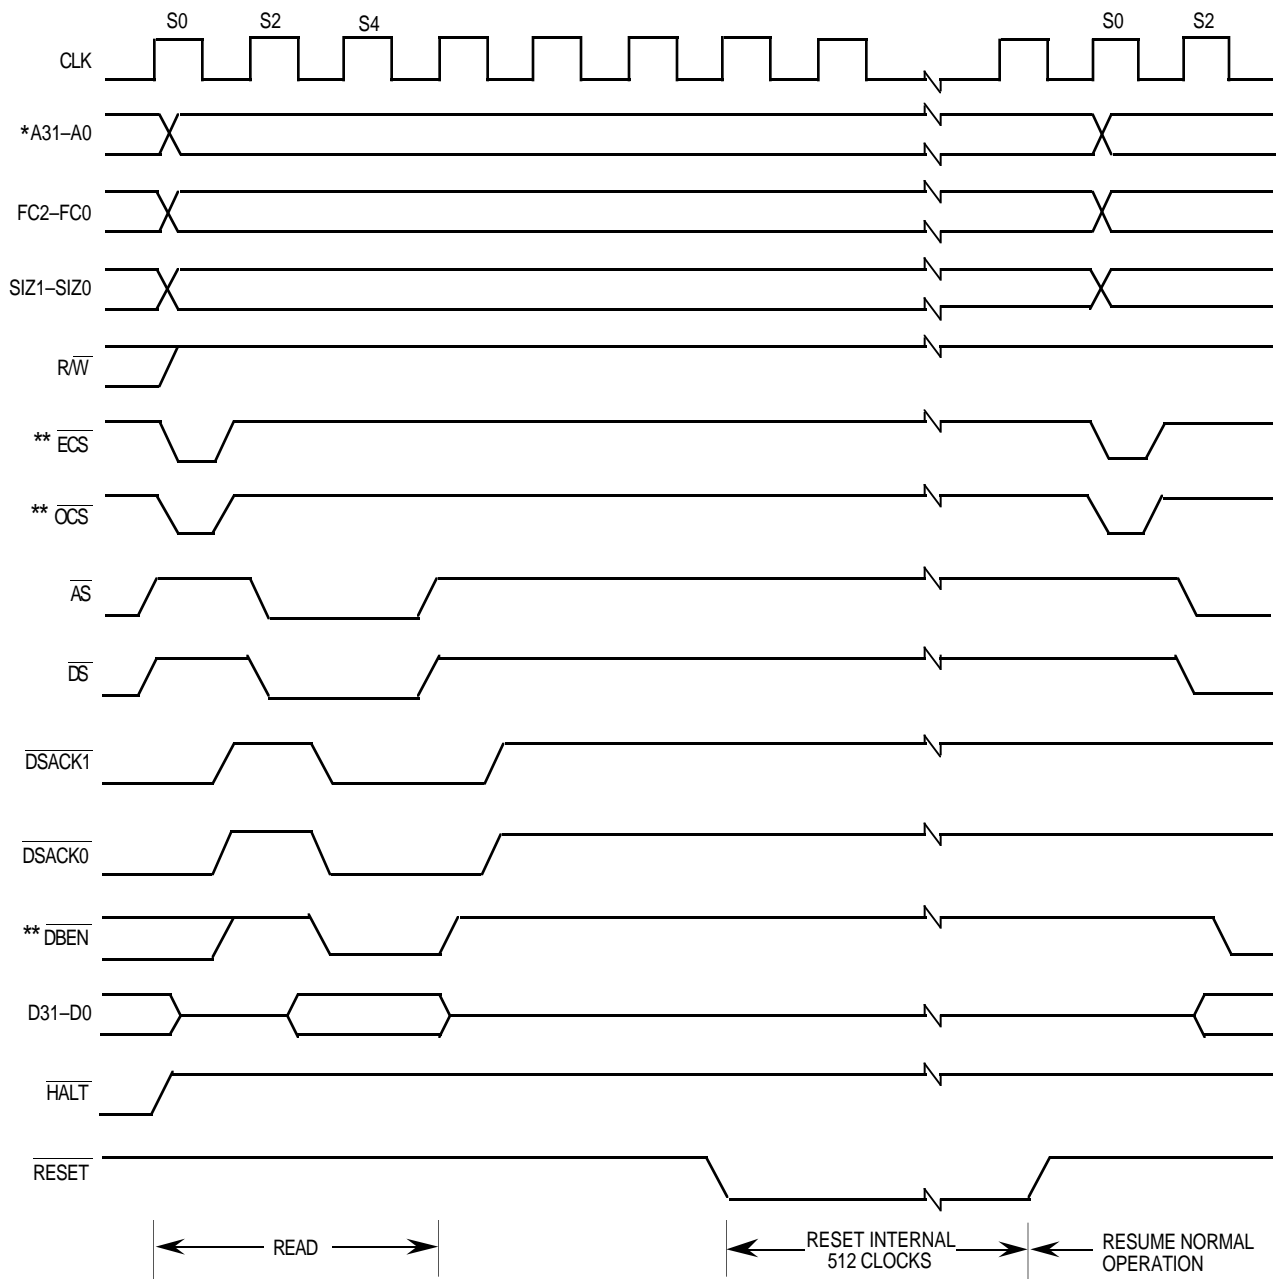 S0 S2 S4 S0 S2
CLK
*A31–A0
FC2–FC0
SIZ1–SIZ0
R/W
** ECS
** OCS
AS
DS
DSACK1
DSACK0
** DBEN
D31–D0
HALT
RESET
READ
RESET INTERNAL
512 CLOCKS
RESUME NORMAL
OPERATION